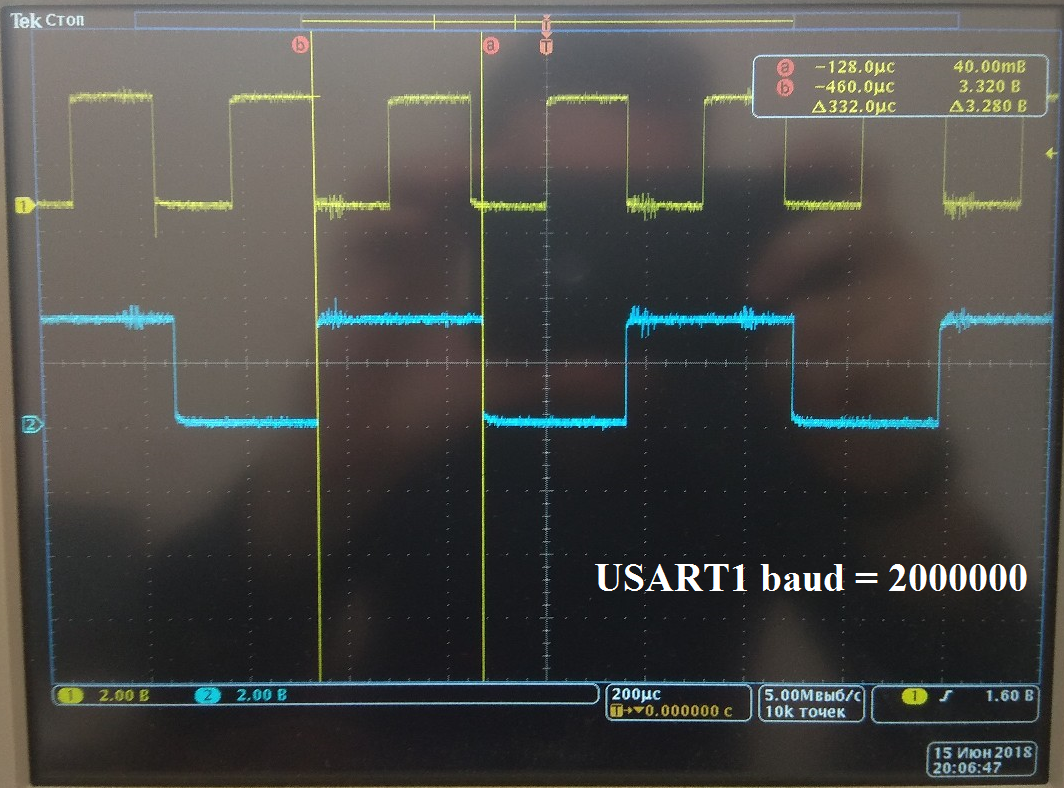 Tek Стоп
b
a
T
T
a −128.0µс 40.00мВ
b −460.0µс 3.320 В
Δ332.0µс Δ3.280 В
1
2
USART1 baud = 2000000
1 2.00 В 2 2.00 В
200µс
T→▼0.000000 с
5.00Мвыб/с
10k точек
1 1.60 В
15 Июн 2018
20:06:47